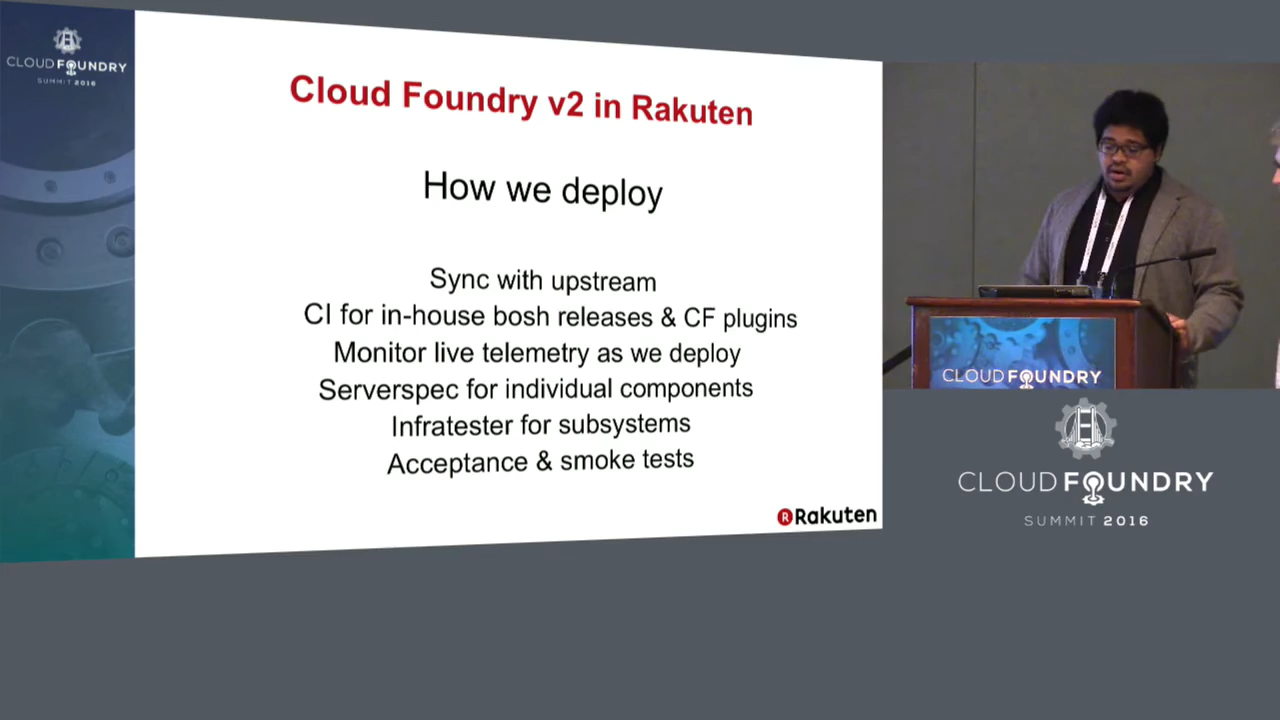 CLOUD FOUNDRY
SUMMIT 2016
Cloud Foundry v2 in Rakuten
How we deploy
Sync with upstream
CI for in-house bosh releases & CF plugins
Monitor live telemetry as we deploy
Serverspec for individual components
Infratester for subsystems
Acceptance & smoke tests
R Rakuten
CLOUD FOUNDRY
CLOUD FOUNDRY
SUMMIT 2016